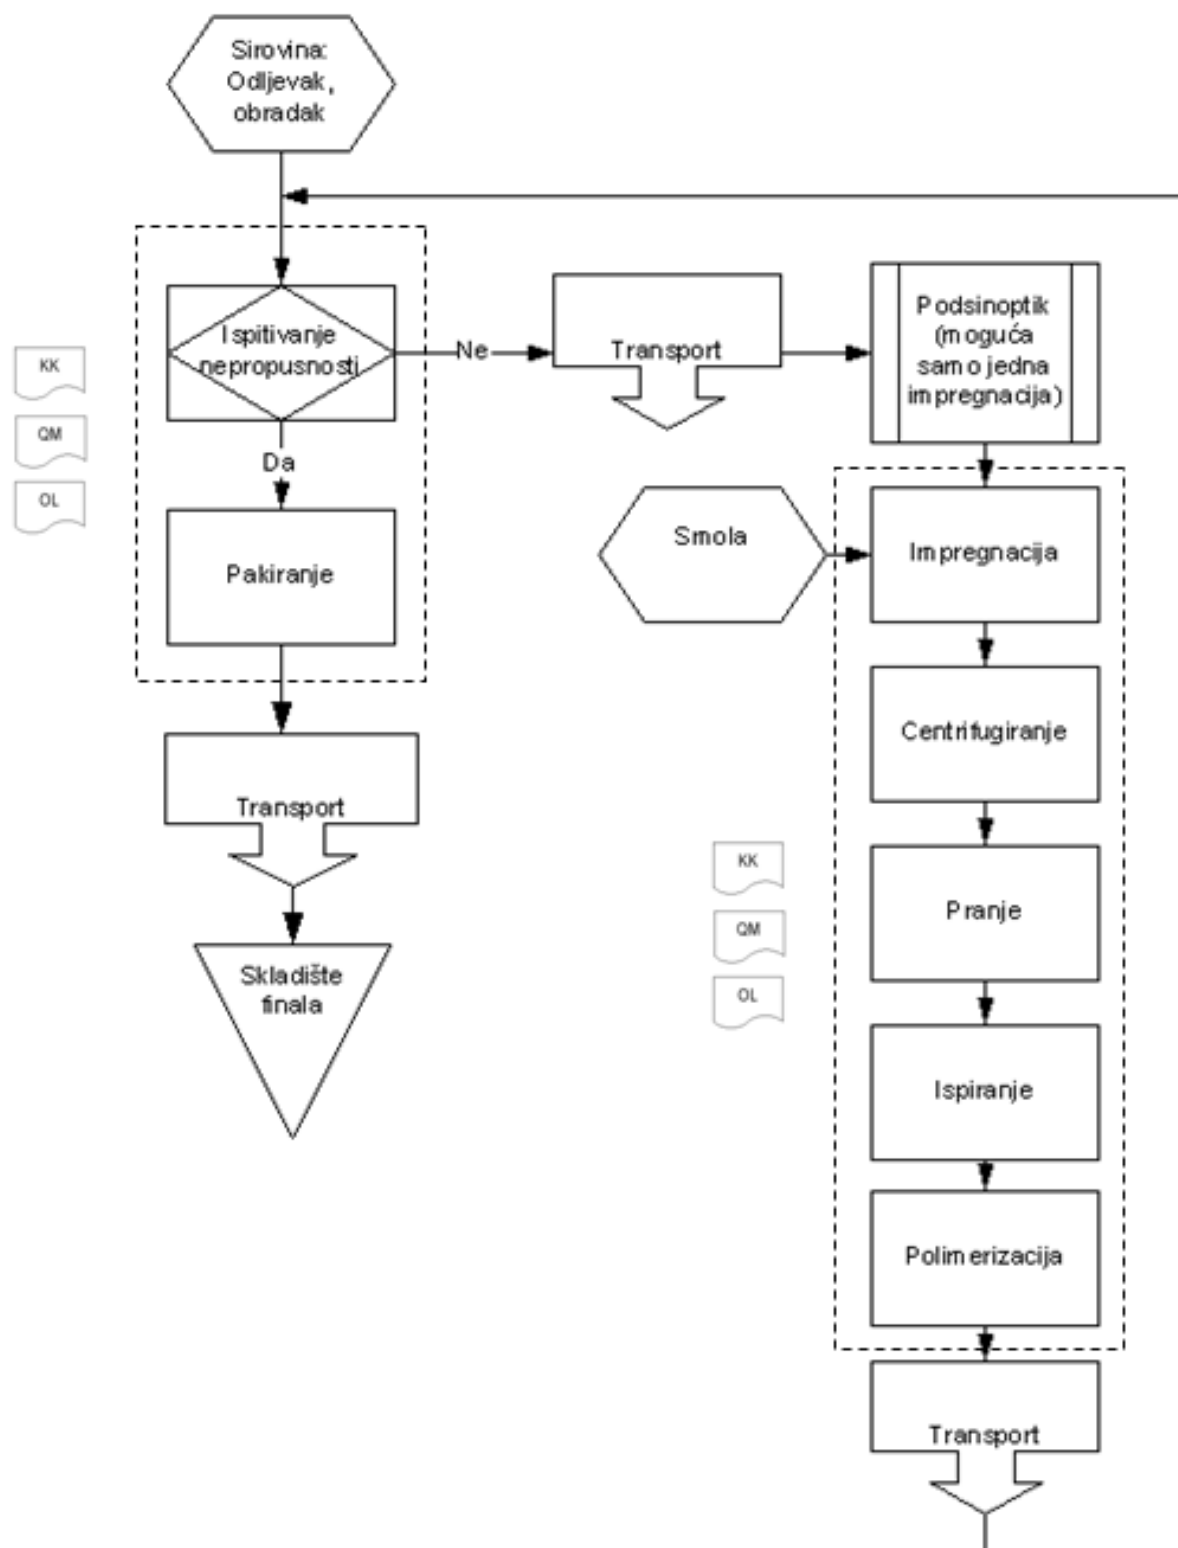 Sirovina:
Odljevak,
obradak
Ispitivanje
nepropusnosti
Ne
Transport
Podsinoptik
(moguća
samo jedna
impregnacija)
KK
QM
OL
Da
Pakiranje
Smola
Impregnacija
Centrifugiranje
Transport
Skladište
finala
KK
QM
OL
Pranje
Ispiranje
Polimerizacija
Transport